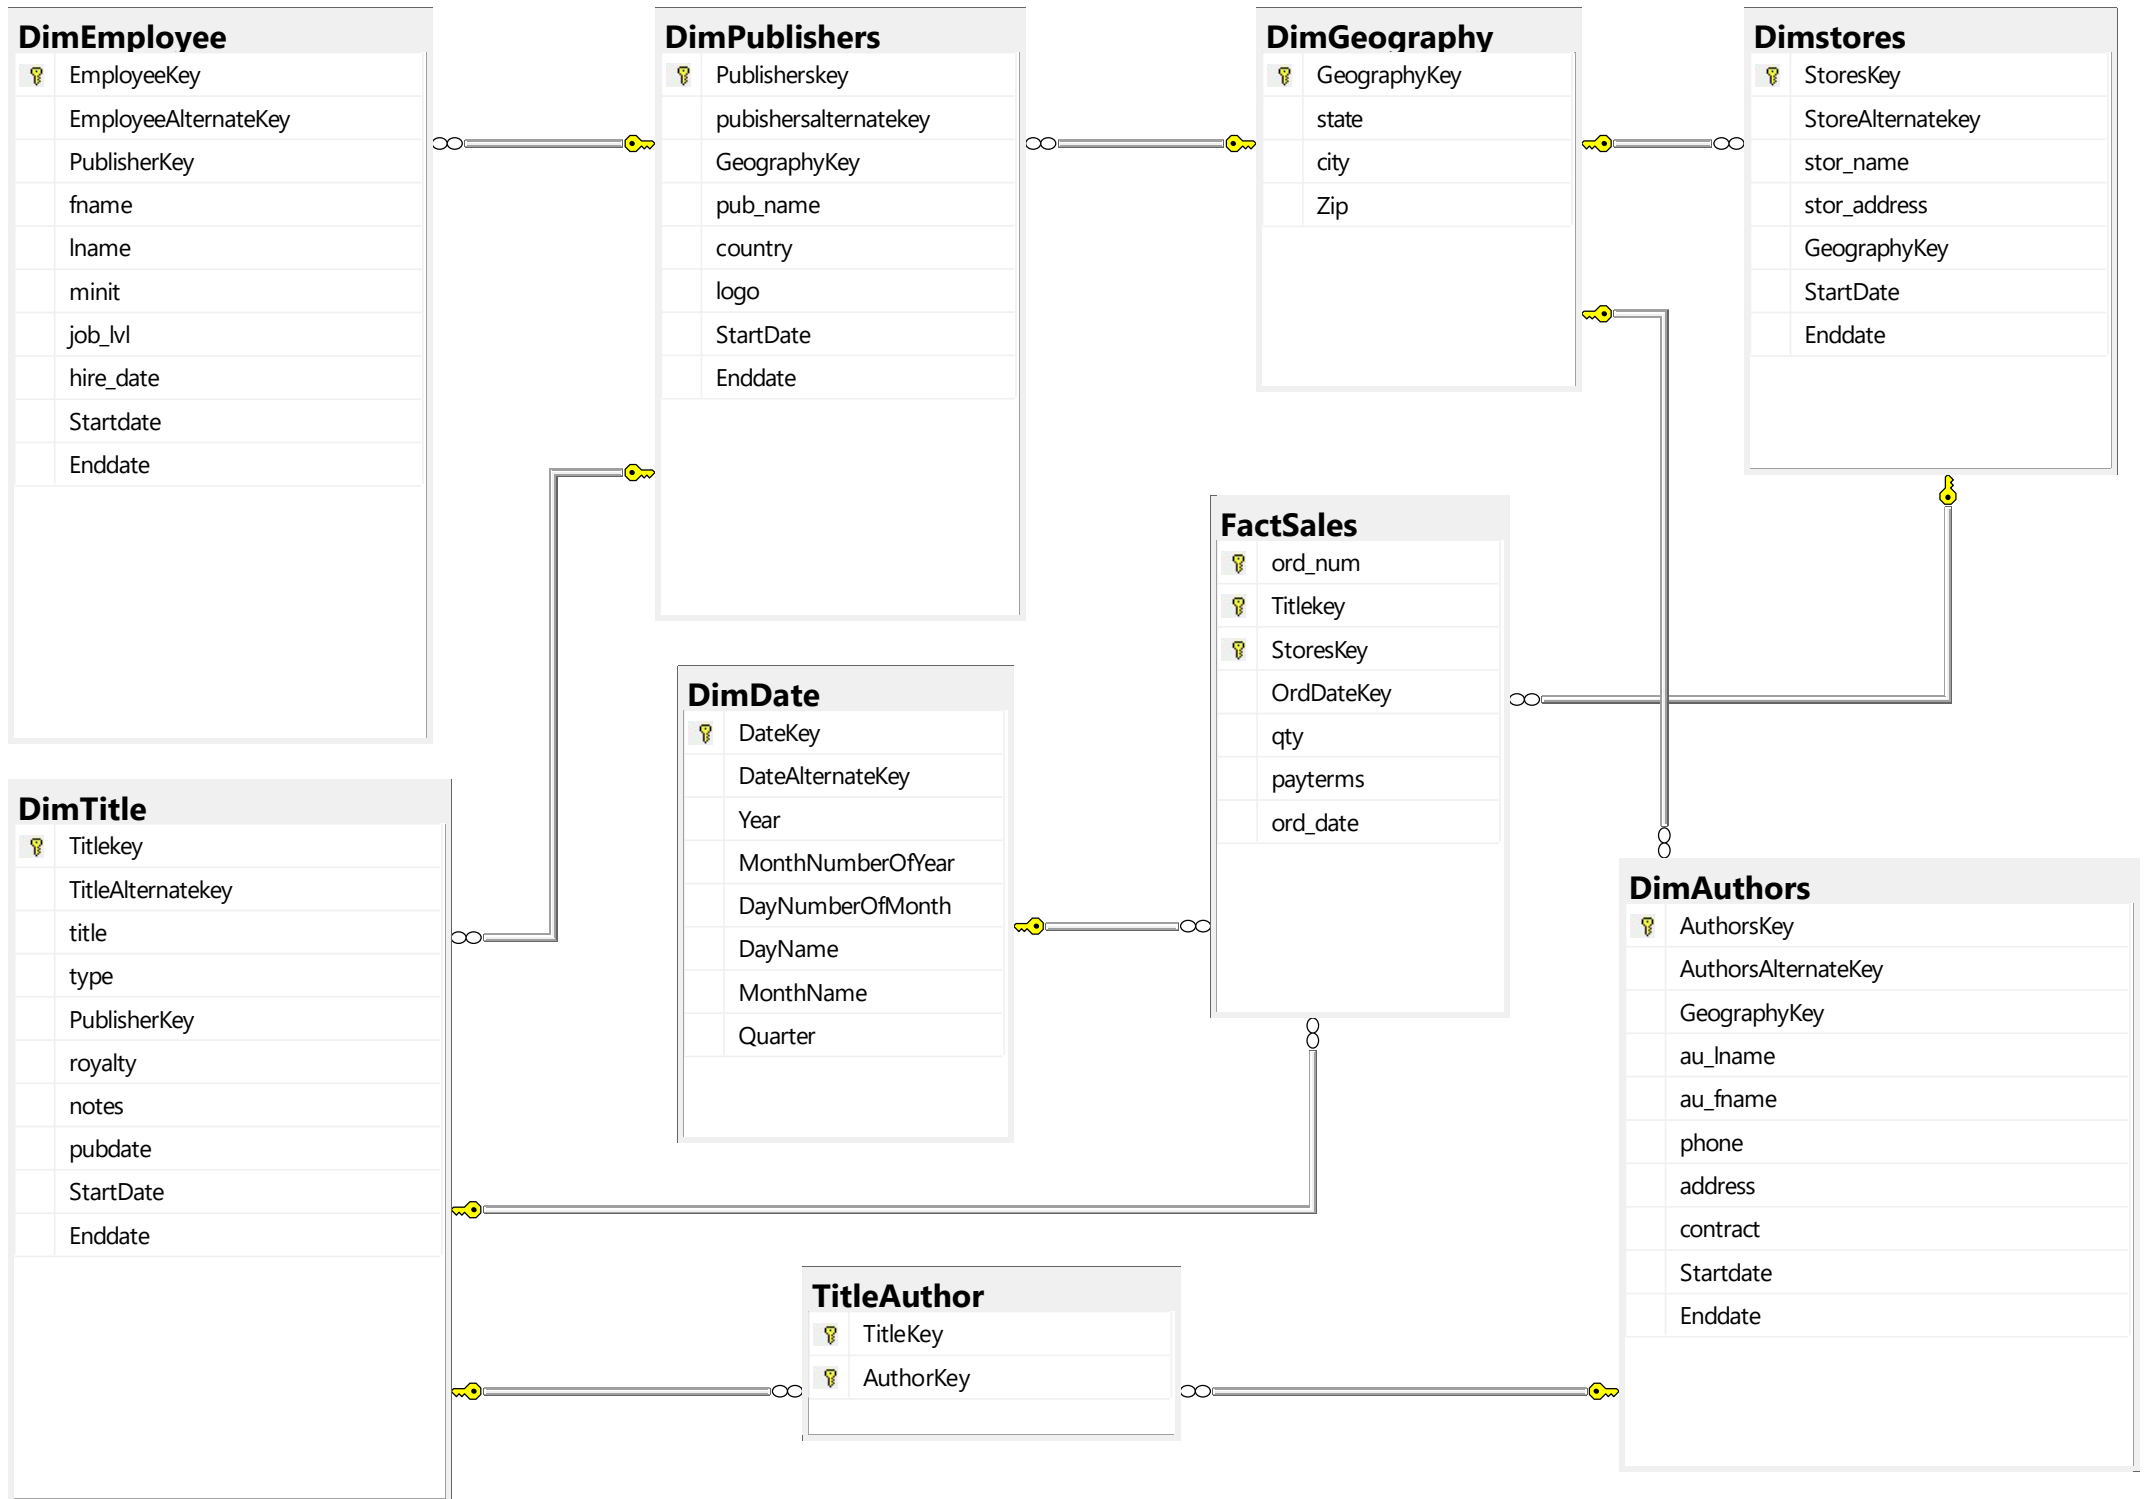 DimEmployee
EmployeeKey
EmployeeAlternateKey
PublisherKey
fname
lname
minit
job_lvl
hire_date
Startdate
Enddate
DimPublishers
Publisherskey
pubishersalternatekey
GeographyKey
pub_name
country
logo
StartDate
Enddate
DimGeography
GeographyKey
state
city
Zip
Dimstores
StoresKey
StoreAlternatekey
stor_name
stor_address
GeographyKey
StartDate
Enddate
FactSales
ord_num
Titlekey
StoresKey
OrdDateKey
qty
payterms
ord_date
DimDate
DateKey
DateAlternateKey
Year
MonthNumberOfYear
DayNumberOfMonth
DayName
MonthName
Quarter
DimTitle
Titlekey
TitleAlternatekey
title
type
PublisherKey
royalty
notes
pubdate
StartDate
Enddate
DimAuthors
AuthorsKey
AuthorsAlternateKey
GeographyKey
au_lname
au_fname
phone
address
contract
Startdate
Enddate
TitleAuthor
TitleKey
AuthorKey